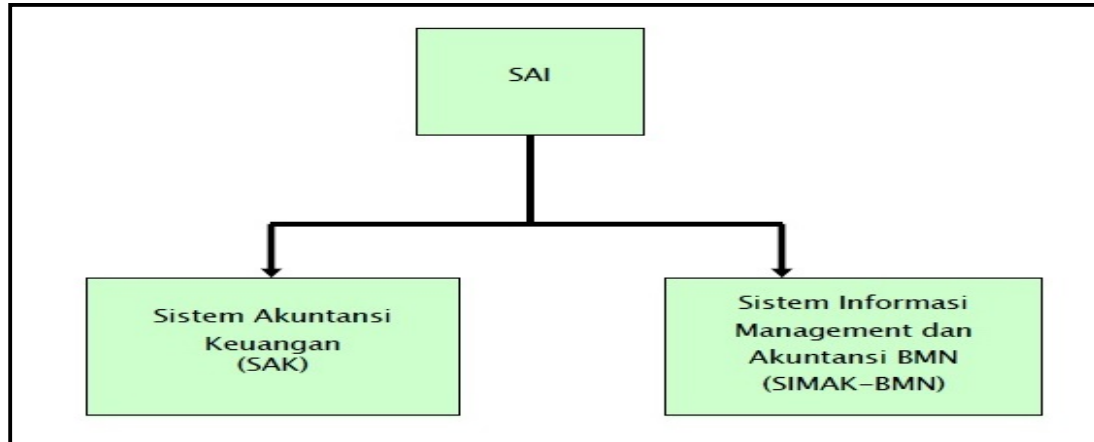 SAI
Sistem Akuntansi
Keuangan
(SAK)
Sistem Informasi
Management dan
Akuntansi BMN
(SIMAK-BMN)